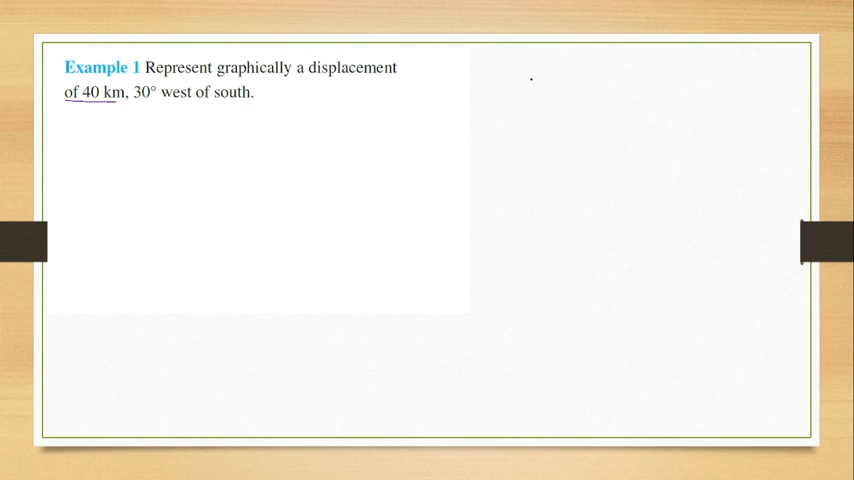 Example 1 Represent graphically a displacement
of 40 km, 30° west of south.